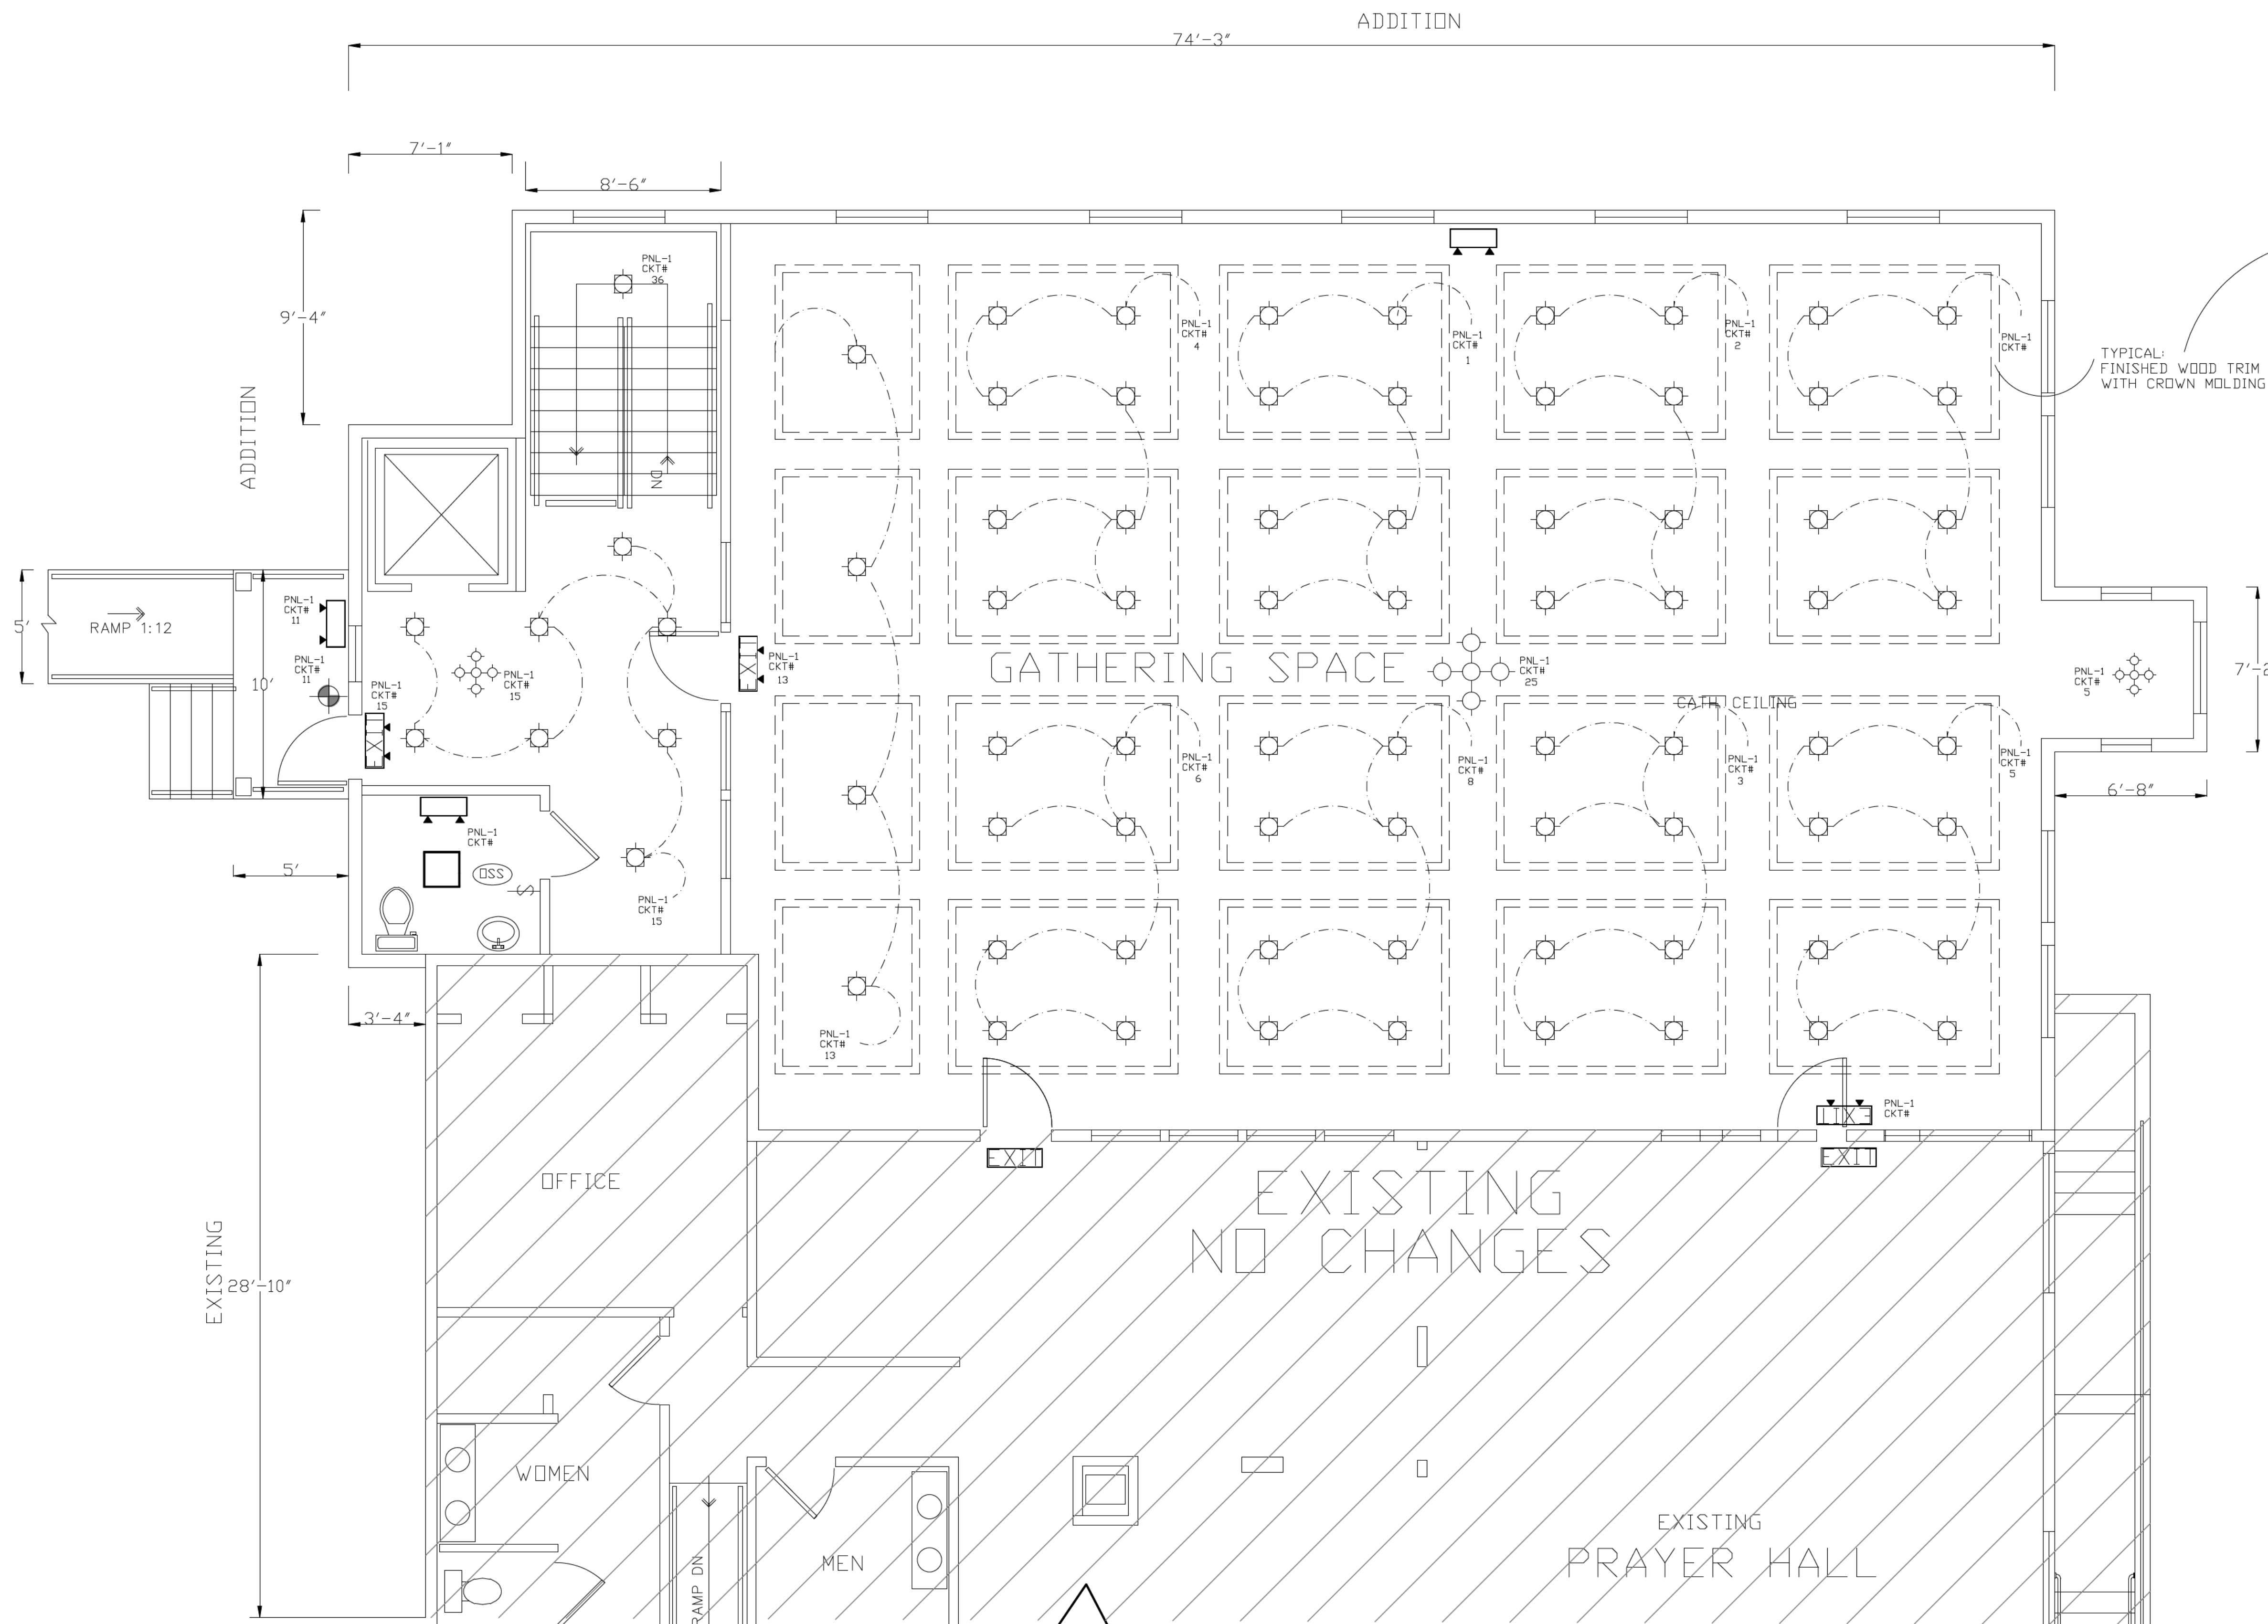 ADDITION
74'-3"
7'-1"
8'-6"
PNL-1
CKT#
36
9'-4"
PNL-1
CKT#
4
PNL-1
CKT#
1
PNL-1
CKT#
2
PNL-1
CKT#
TYPICAL:
FINISHED WOOD TRIM
WITH CROWN MOLDING
ADDITION
DN
5'
RAMP 1:12
PNL-1
CKT#
11
PNL-1
CKT#
11
10'
PNL-1
CKT#
15
PNL-1
CKT#
15
PNL-1
CKT#
13
GATHERING SPACE
PNL-1
CKT#
25
CATH CEILING
PNL-1
CKT#
5
PNL-1
CKT#
6
PNL-1
CKT#
8
PNL-1
CKT#
3
PNL-1
CKT#
5
6'-8"
PNL-1
CKT#
OSS
S
5'
PNL-1
CKT#
15
3'-4"
PNL-1
CKT#
13
EXIT
PNL-1
CKT#
EXIT
EXIT
OFFICE
EXISTING
NO CHANGES
EXISTING
28'-10"
WOMEN
RAMP DN
MEN
EXISTING
PRAYER HALL